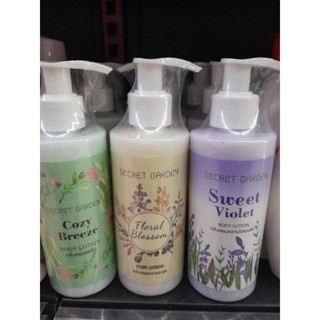 SECRET GARDEN
Cozy
Breeze
BODY LOTION
SECRET GARDEN
Floral
Blossom
BODY LOTION
SECRET GARDEN
Sweet
Violet
BODY LOTION